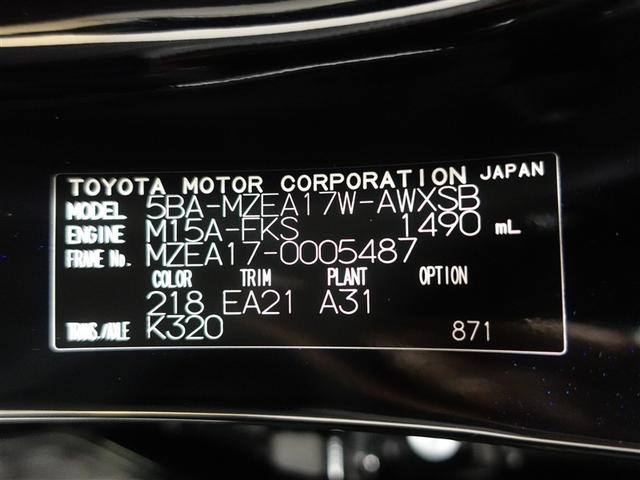 TOYOTA MOTOR CORPORATION JAPAN
MODEL 5BA-MZEA17W-AWXSB
ENGINE M15A-FKS 1490 mL
FRAME No. MZEA17-0005487
COLOR TRIM PLANT OPTION
218 EA21 A31
TRANS./AXLE K320 871